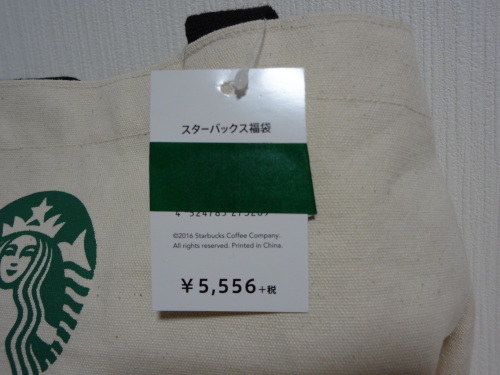 スターバックス福袋
©2016 Starbucks Coffee Company.
All rights reserved. Printed in China.
¥5,556+税